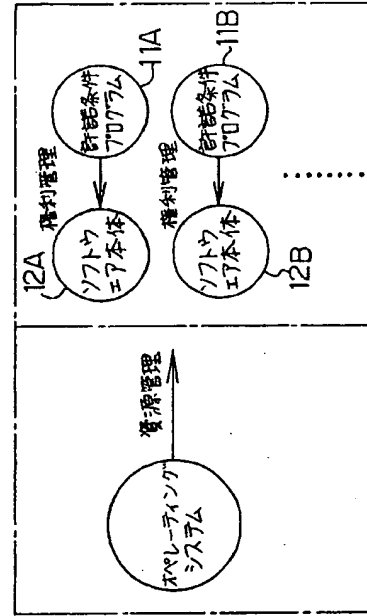 オペレーティング
システム
資源管理
12A
ソフトウ
ェア本体
権利管理
許諾条件
プログラム
11A
12B
ソフトウ
ェア本体
権利管理
許諾条件
プログラム
11B